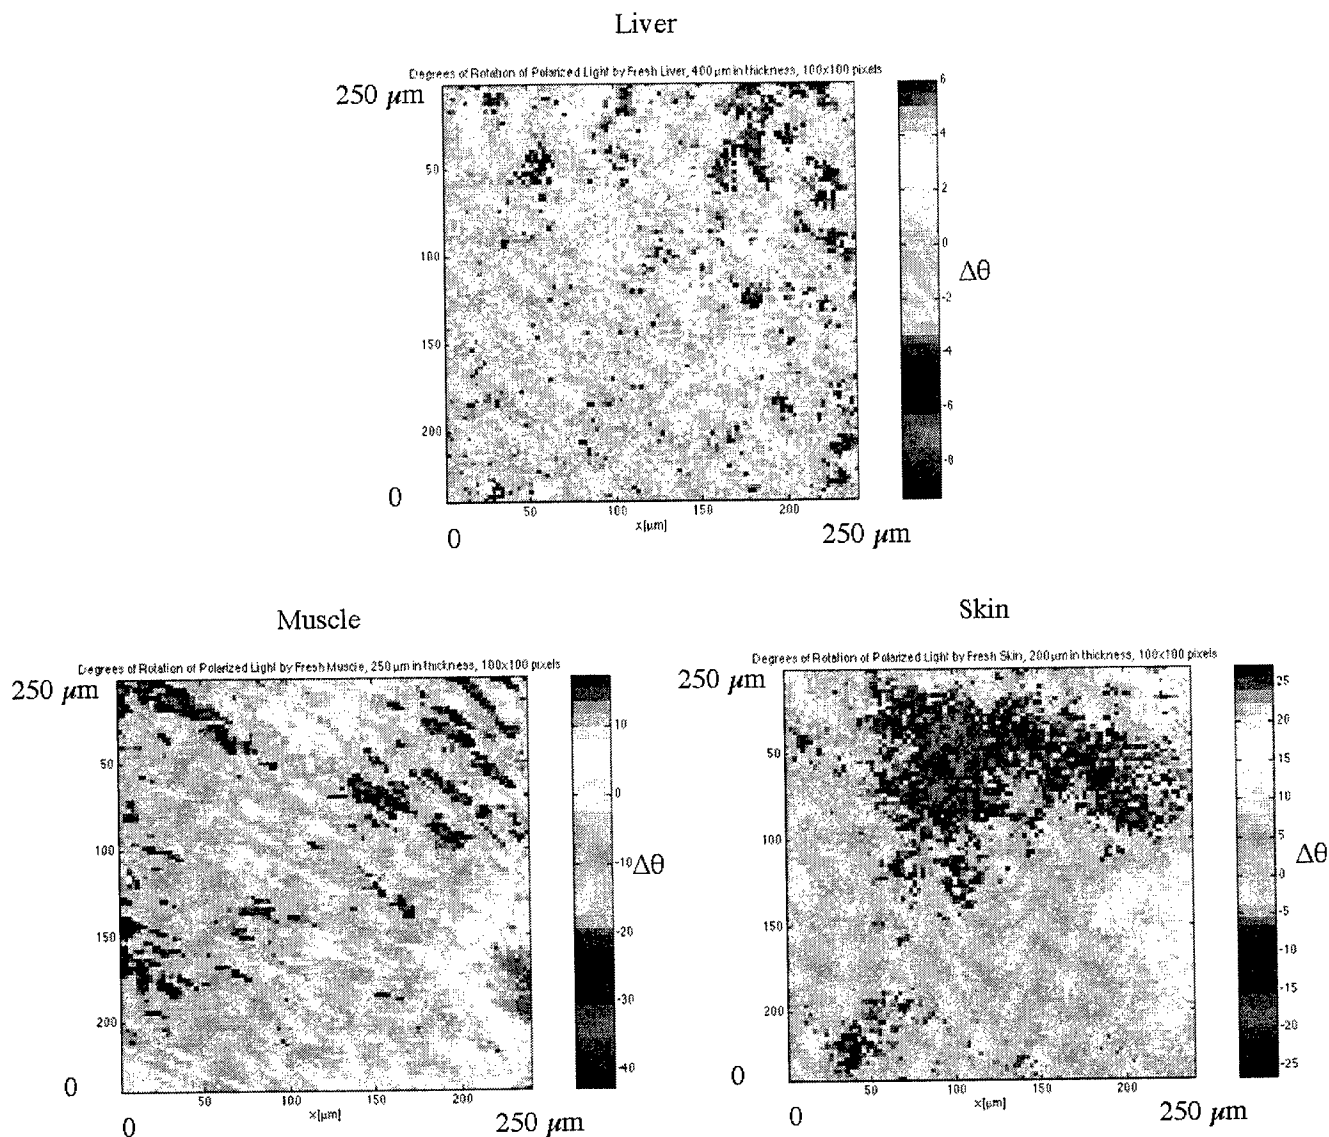 Liver
Degrees of Rotation of Polarized Light by Fresh Liver, 400 µm in thickness, 100x100 pixels
250 µm
6
4
2
0
-2
-4
-6
-8
Δθ
50
100
150
200
0
50 100 150 200
x[µm]
0 250 µm
Muscle
Degrees of Rotation of Polarized Light by Fresh Muscle, 250 µm in thickness, 100x100 pixels
250 µm
10
0
-10
-20
-30
-40
Δθ
50
100
150
200
0
50 100 150 200
x[µm]
0 250 µm
Skin
Degrees of Rotation of Polarized Light by Fresh Skin, 200 µm in thickness, 100x100 pixels
250 µm
25
20
15
10
5
0
-5
-10
-15
-20
-25
Δθ
50
100
150
200
0
50 100 150 200
x[µm]
0 250 µm